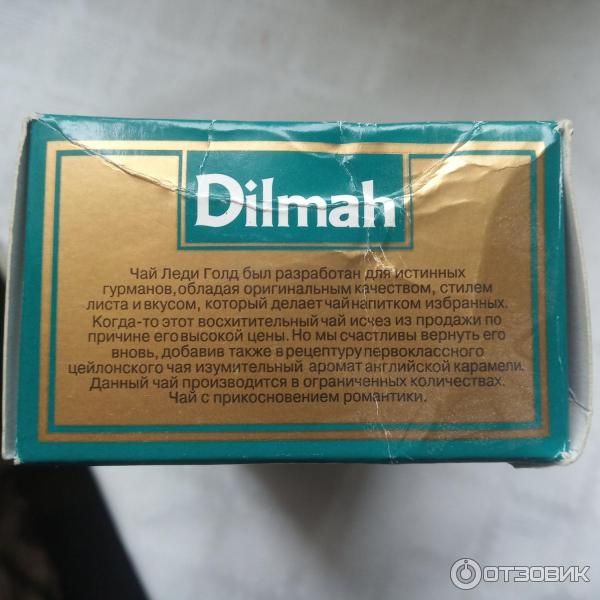 Dilmah
Чай Леди Голд был разработан для истинных
гурманов, обладая оригинальным качеством, стилем
листа и вкусом, который делает чай напитком избранных.
Когда-то этот восхитительный чай исчез из продажи по
причине его высокой цены. Но мы счастливы вернуть его
вновь, добавив также в рецептуру первоклассного
цейлонского чая изумительный аромат английской карамели.
Данный чай производится в ограниченных количествах.
Чай с прикосновением романтики.
ОТЗОВИК